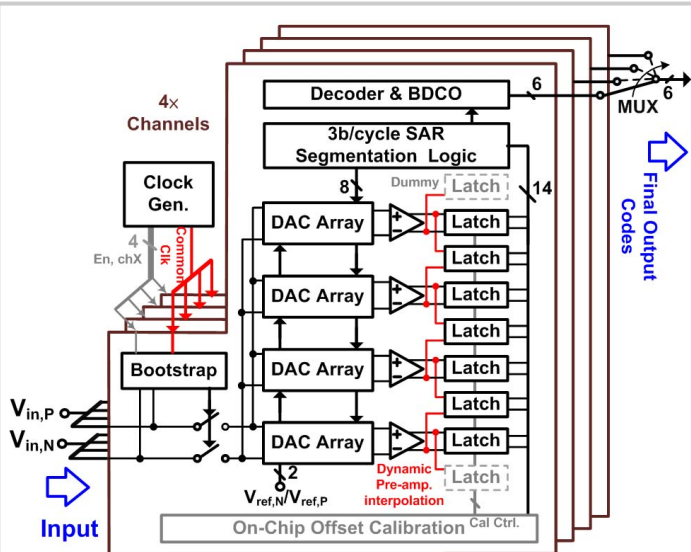 4×
Channels
Decoder & BDCO
6
MUX
6
3b/cycle SAR
Segmentation Logic
Final Output
Codes
Clock
Gen.
8
Dummy
Latch
14
4
En, chX
Common
Clk
DAC Array
Latch
Latch
DAC Array
Latch
Latch
Bootstrap
DAC Array
Latch
Latch
Vin,P
Vin,N
DAC Array
Latch
2
Vref,N/Vref,P
Dynamic
Pre-amp.
interpolation
Latch
Input
On-Chip Offset Calibration
Cal Ctrl.